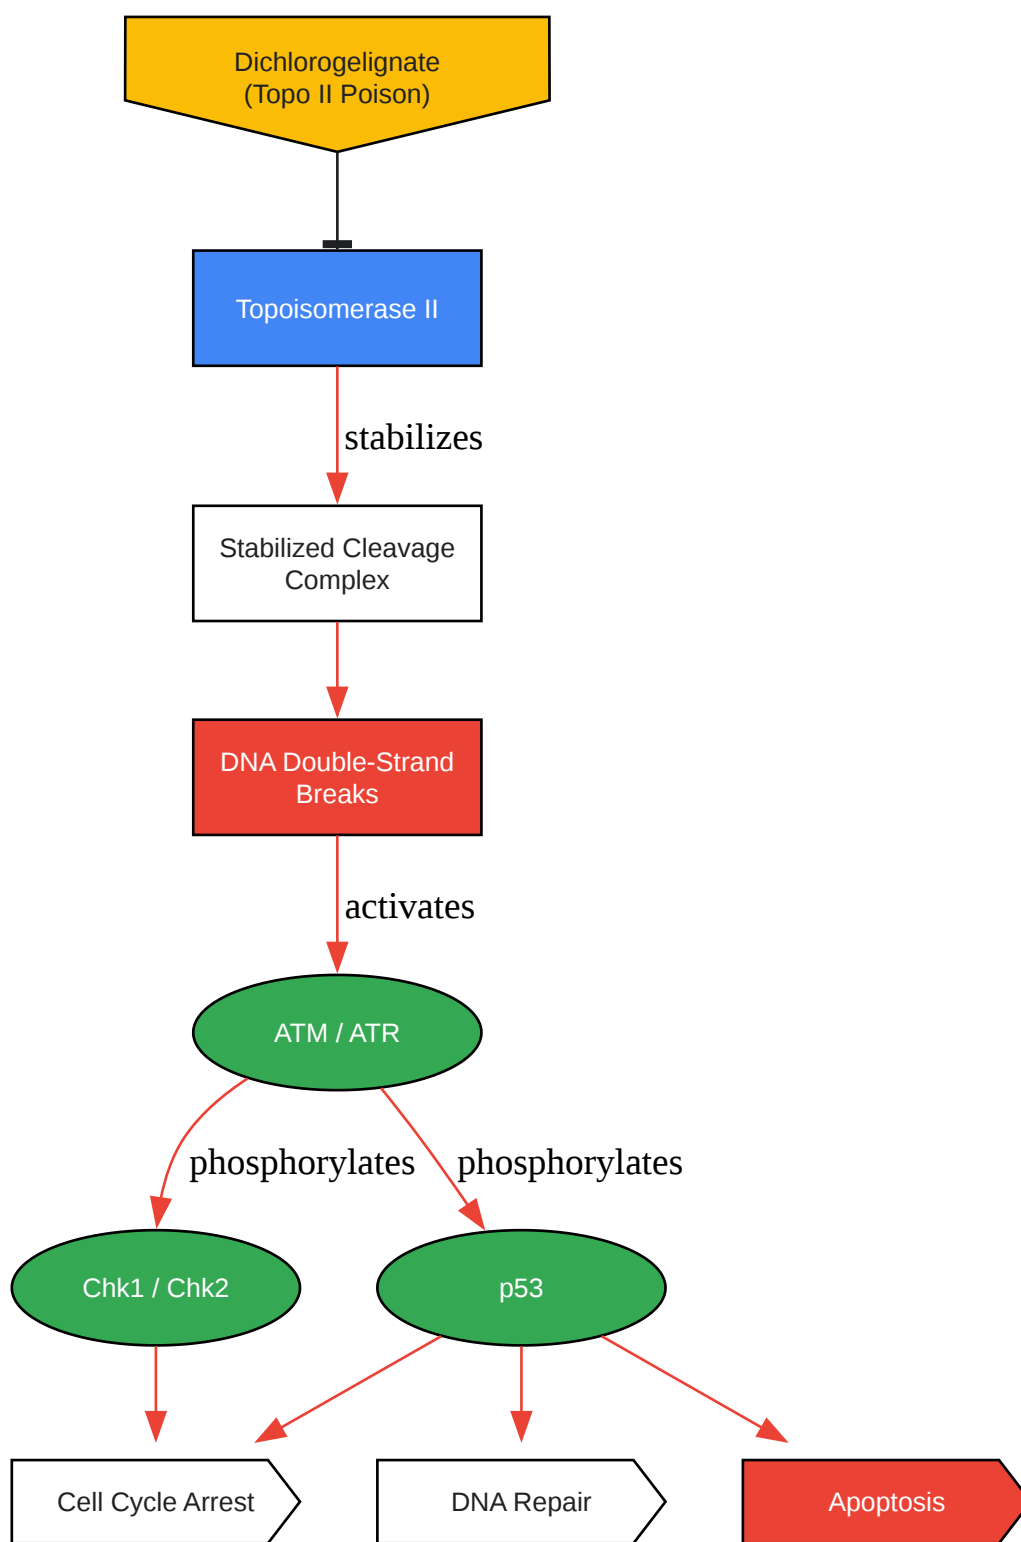 Dichlorogelignate
(Topo II Poison)
Topoisomerase II
stabilizes
Stabilized Cleavage
Complex
DNA Double-Strand
Breaks
activates
ATM / ATR
phosphorylates
phosphorylates
Chk1 / Chk2
p53
Cell Cycle Arrest
DNA Repair
Apoptosis